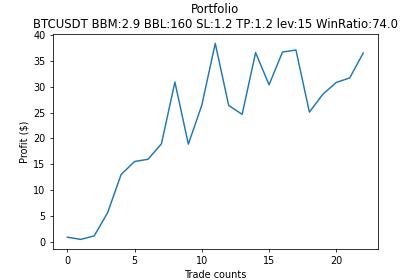 Portfolio
BTCUSDT BBM:2.9 BBL:160 SL:1.2 TP:1.2 lev:15 WinRatio:74.0
40
35
30
25
20
15
10
5
0
Profit ($)
0 5 10 15 20
Trade counts